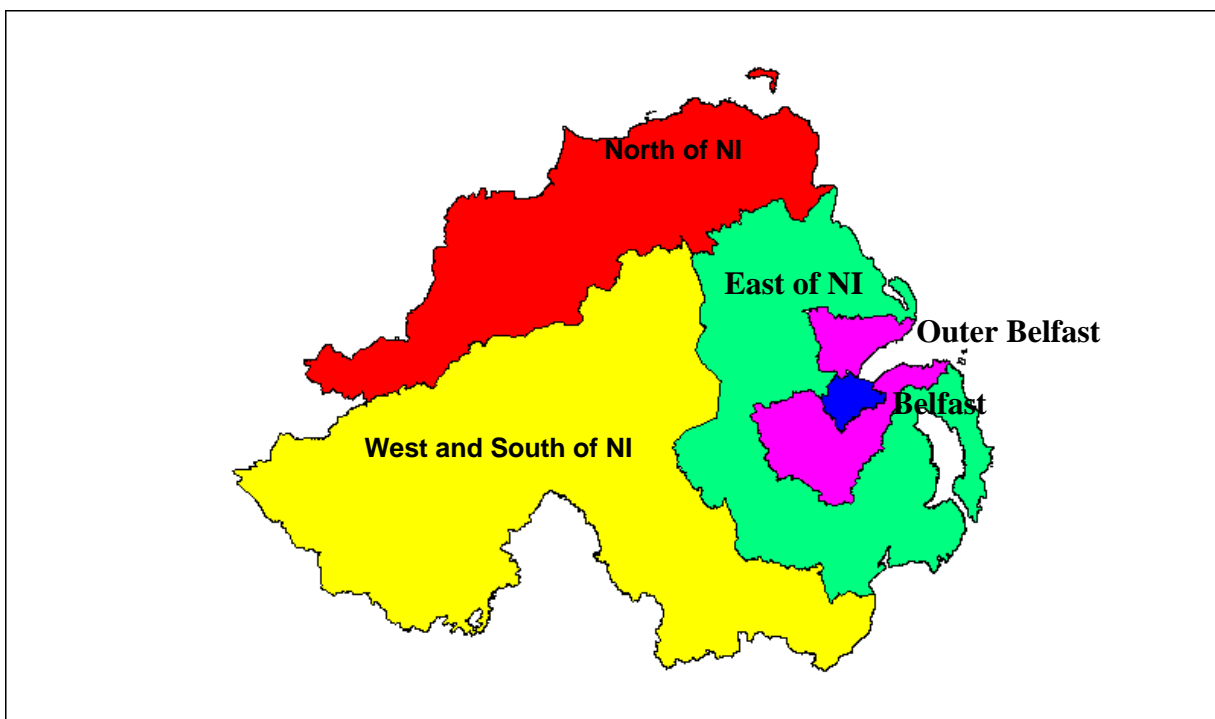 North of NI
East of NI
Outer Belfast
Belfast
West and South of NI